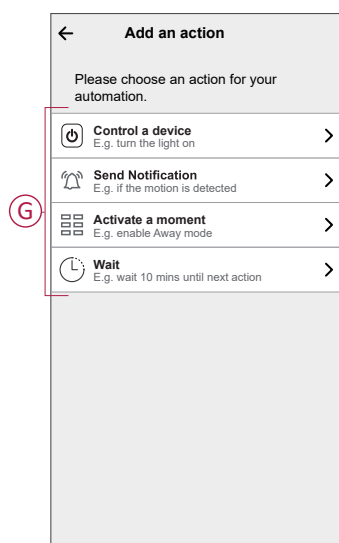 Add an action
Please choose an action for your
automation.
Control a device
E.g. turn the light on
Send Notification
E.g. if the motion is detected
G
Activate a moment
E.g. enable Away mode
Wait
E.g. wait 10 mins until next action